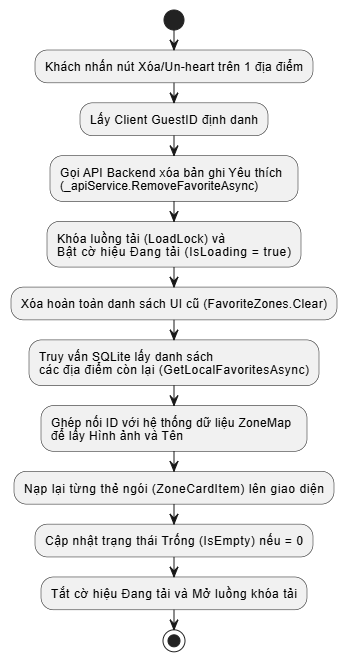 Khách nhấn nút Xóa/Un-heart trên 1 địa điểm
Lấy Client GuestID định danh
Gọi API Backend xóa bản ghi Yêu thích
(_apiService.RemoveFavoriteAsync)
Khóa luồng tải (LoadLock) và
Bật cờ hiệu Đang tải (IsLoading = true)
Xóa hoàn toàn danh sách UI cũ (FavoriteZones.Clear)
Truy vấn SQLite lấy danh sách
các địa điểm còn lại (GetLocalFavoritesAsync)
Ghép nối ID với hệ thống dữ liệu ZoneMap
để lấy Hình ảnh và Tên
Nạp lại từng thẻ ngói (ZoneCardItem) lên giao diện
Cập nhật trạng thái Trống (IsEmpty) nếu = 0
Tắt cờ hiệu Đang tải và Mở luồng khóa tải